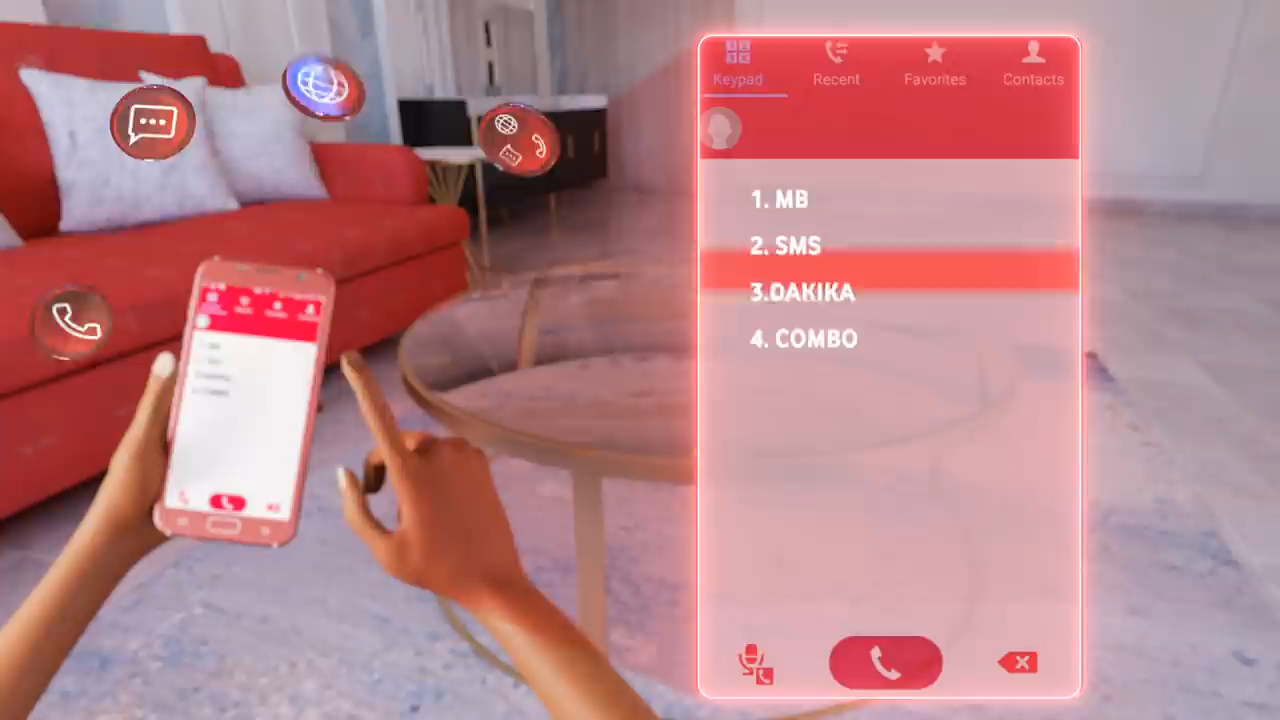 Keypad
Recent
Favorites
Contacts
1. MB
2. SMS
3.DAKIKA
4. COMBO